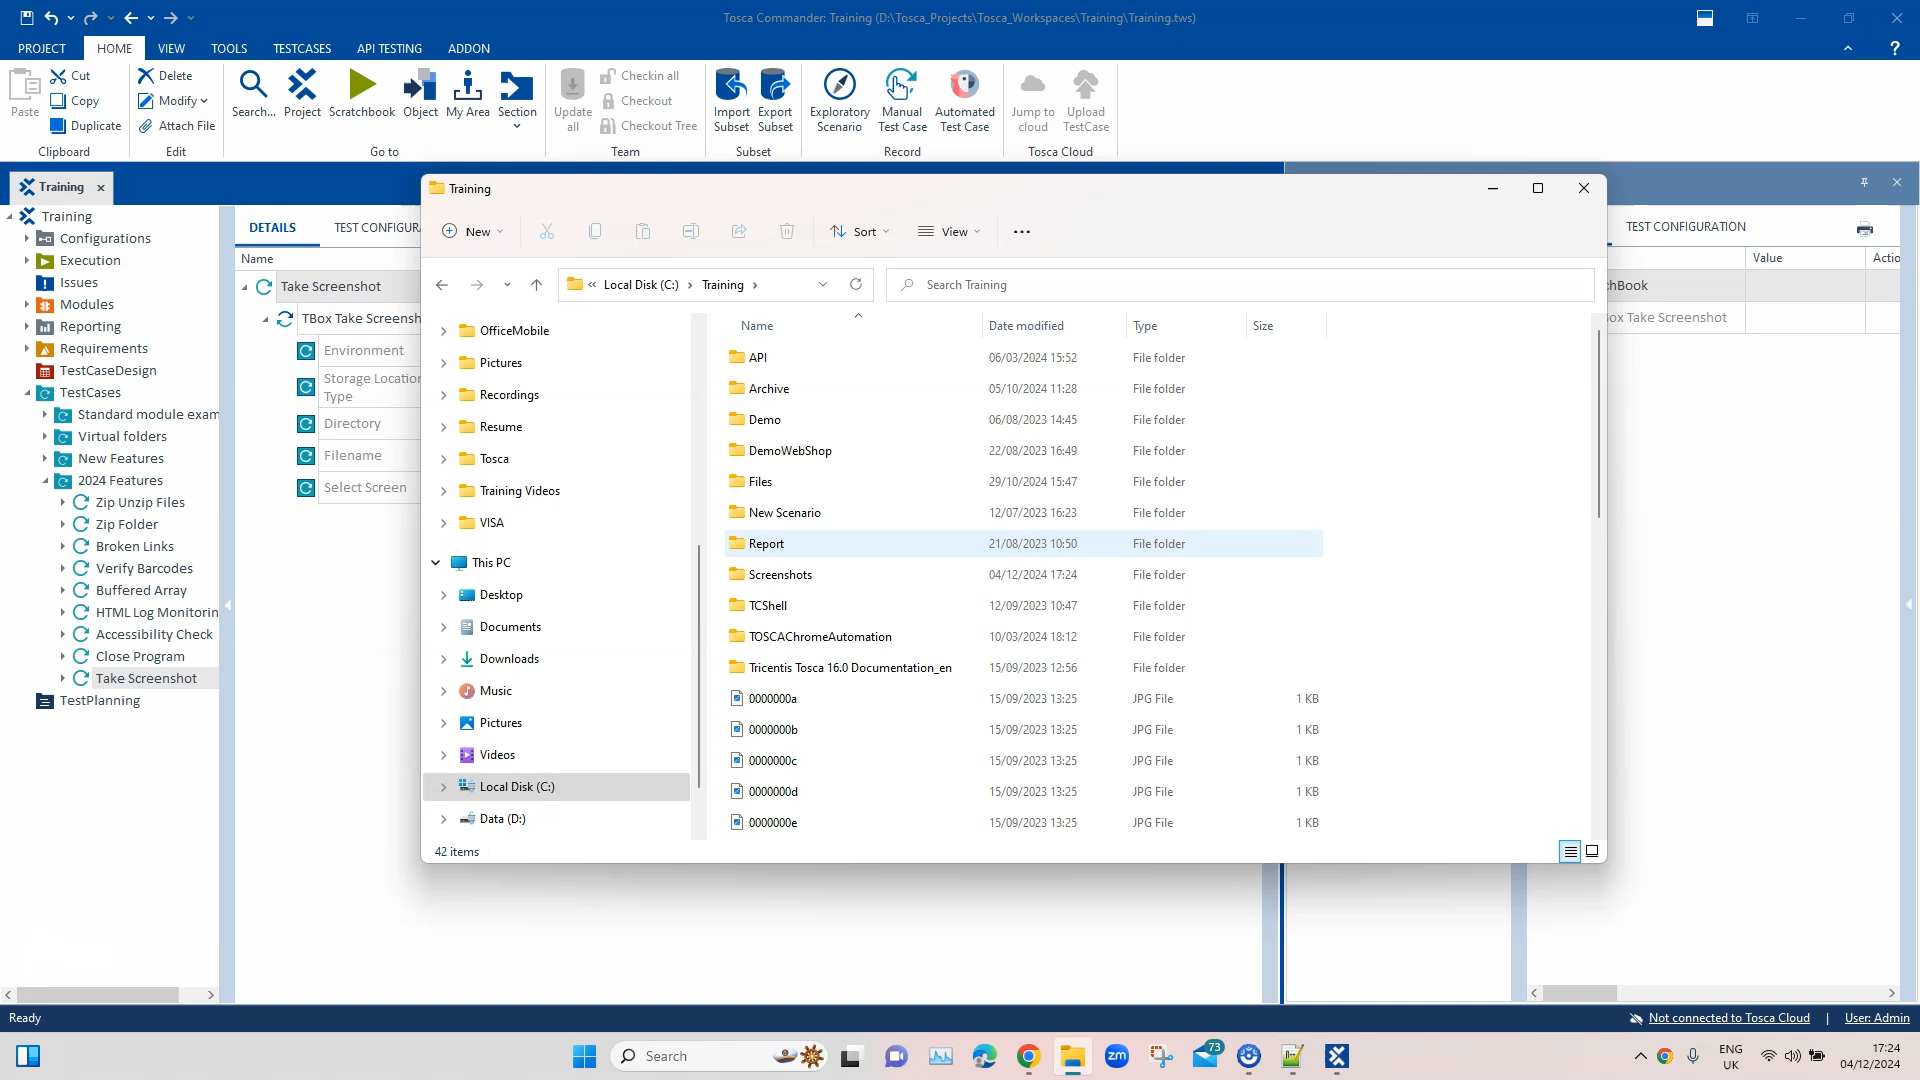 Tosca Commander: Training (D:\Tosca_Projects\Tosca_Workspaces\Training\Training.tws)
PROJECT HOME VIEW TOOLS TESTCASES API TESTING ADDON ?
Paste Cut Copy Duplicate Clipboard
Delete Modify Attach File Edit
Search... Project Scratchbook Object My Area Section Go to
Update all Checkin all Checkout Checkout Tree Team
Import Subset Export Subset Subset
Exploratory Scenario Manual Test Case Automated Test Case Record
Jump to cloud Upload TestCase Tosca Cloud
Training
Training
Configurations
Execution
Issues
Modules
Reporting
Requirements
TestCaseDesign
TestCases
Standard module exam
Virtual folders
New Features
2024 Features
Zip Unzip Files
Zip Folder
Broken Links
Verify Barcodes
Buffered Array
HTML Log Monitorin
Accessibility Check
Close Program
Take Screenshot
TestPlanning
DETAILS TEST CONFIGURA
Name
Take Screenshot
TBox Take Screensh
Environment
Storage Location
Type
Directory
Filename
Select Screen
Training
New Sort View
Local Disk (C:) Training Search Training
OfficeMobile
Pictures
Recordings
Resume
Tosca
Training Videos
VISA
This PC
Desktop
Documents
Downloads
Music
Pictures
Videos
Local Disk (C:)
Data (D:)
Name Date modified Type Size
API 06/03/2024 15:52 File folder
Archive 05/10/2024 11:28 File folder
Demo 06/08/2023 14:45 File folder
DemoWebShop 22/08/2023 16:49 File folder
Files 29/10/2024 15:47 File folder
New Scenario 12/07/2023 16:23 File folder
Report 21/08/2023 10:50 File folder
Screenshots 04/12/2024 17:24 File folder
TCShell 12/09/2023 10:47 File folder
TOSCAChromeAutomation 10/03/2024 18:12 File folder
Tricentis Tosca 16.0 Documentation_en 15/09/2023 12:56 File folder
0000000a 15/09/2023 13:25 JPG File 1 KB
0000000b 15/09/2023 13:25 JPG File 1 KB
0000000c 15/09/2023 13:25 JPG File 1 KB
0000000d 15/09/2023 13:25 JPG File 1 KB
0000000e 15/09/2023 13:25 JPG File 1 KB
42 items
TEST CONFIGURATION
Value Actio
hBook
ox Take Screenshot
Ready Not connected to Tosca Cloud | User: Admin
Search zm 73 ENG UK 17:24 04/12/2024